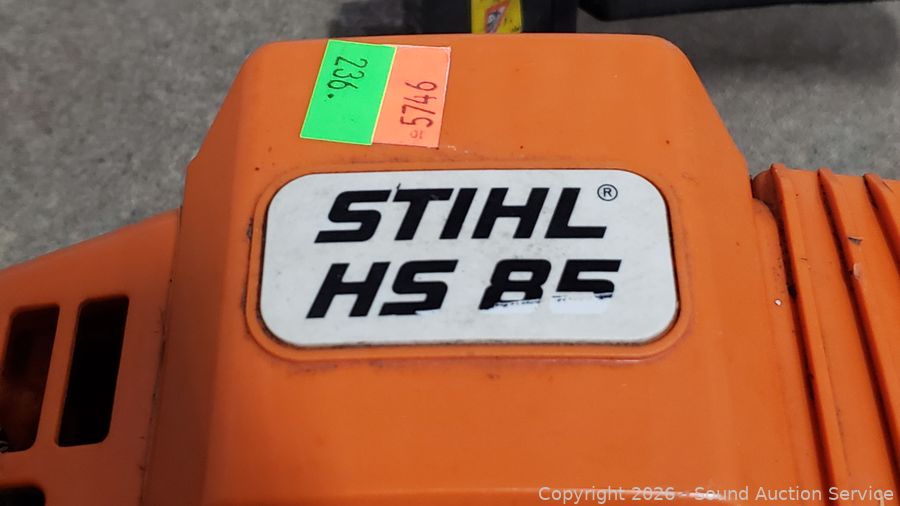 236.
5746
STIHL®
HS 85
Copyright 2026 - Sound Auction Service